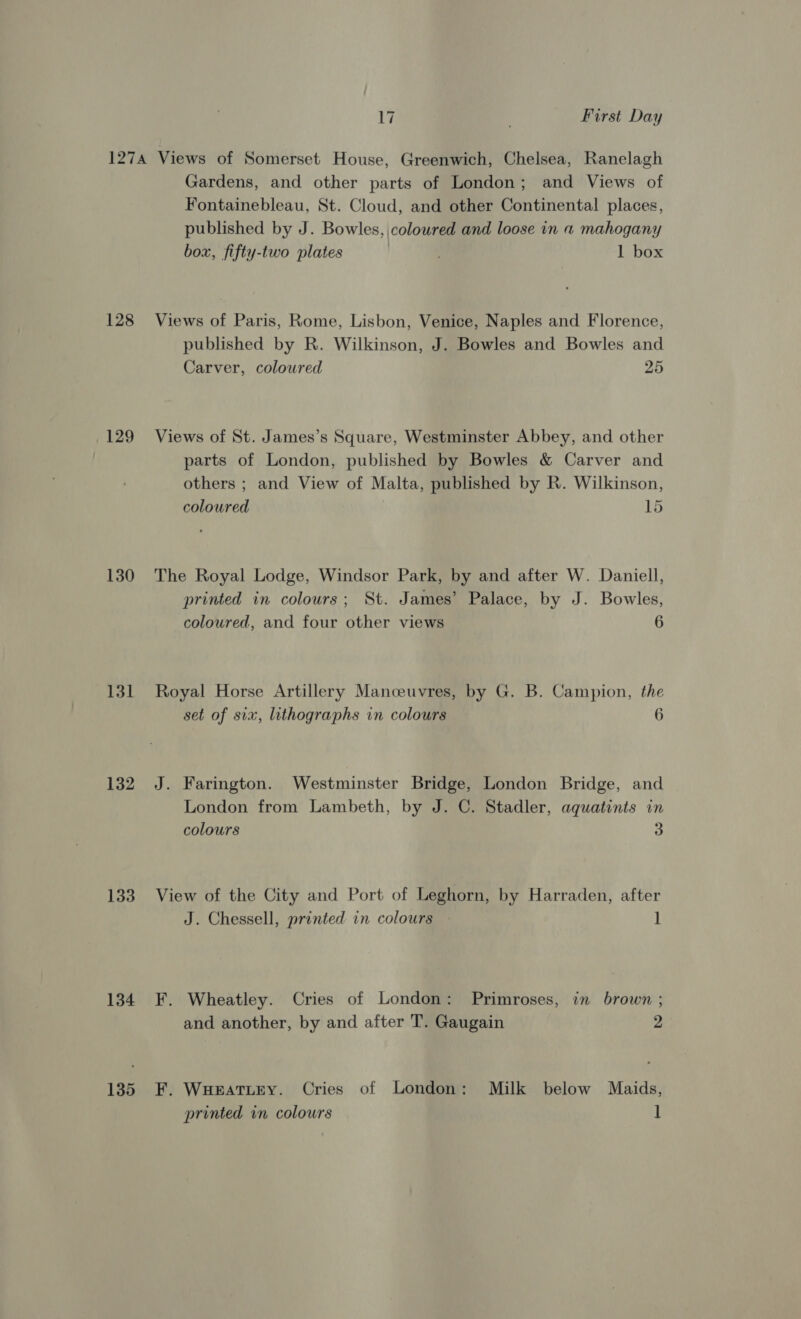 17 First Day
127A Views of Somerset House, Greenwich, Chelsea, Ranelagh
Gardens, and other parts of London; and Views of
Fontainebleau, St. Cloud, and other Continental places,
published by J. Bowles, coloured and loose in a mahogany
box, fifty-two plates 1 box
128 Views of Paris, Rome, Lisbon, Venice, Naples and Florence,
published by R. Wilkinson, J. Bowles and Bowles and
Carver, coloured 25
129 Views of St. James's Square, Westminster Abbey, and other
parts of London, published by Bowles & Carver and
others ; and View of Malta, published by R. Wilkinson,
coloured 15
130 The Royal Lodge, Windsor Park, by and after W. Daniell,
printed in colours ; St. James' Palace, by J. Bowles,
coloured, and four other views 6
131 Royal Horse Artillery Manœuvres, by G. B. Campion, the
set of six, lithographs in colours 6
132 J. Farington. Westminster Bridge, London Bridge, and
London from Lambeth, by J. C. Stadler, aquatints in
colours 3
133 View of the City and Port of Leghorn, by Harraden, after
J. Chessell, printed in colours 1
134 F. Wheatley. Cries of London : Primroses, in brown ;
and another, by and after T. Gaugain 2
135 F. WHEATLEY. Cries of London : Milk below Maids,
printed in colours 1